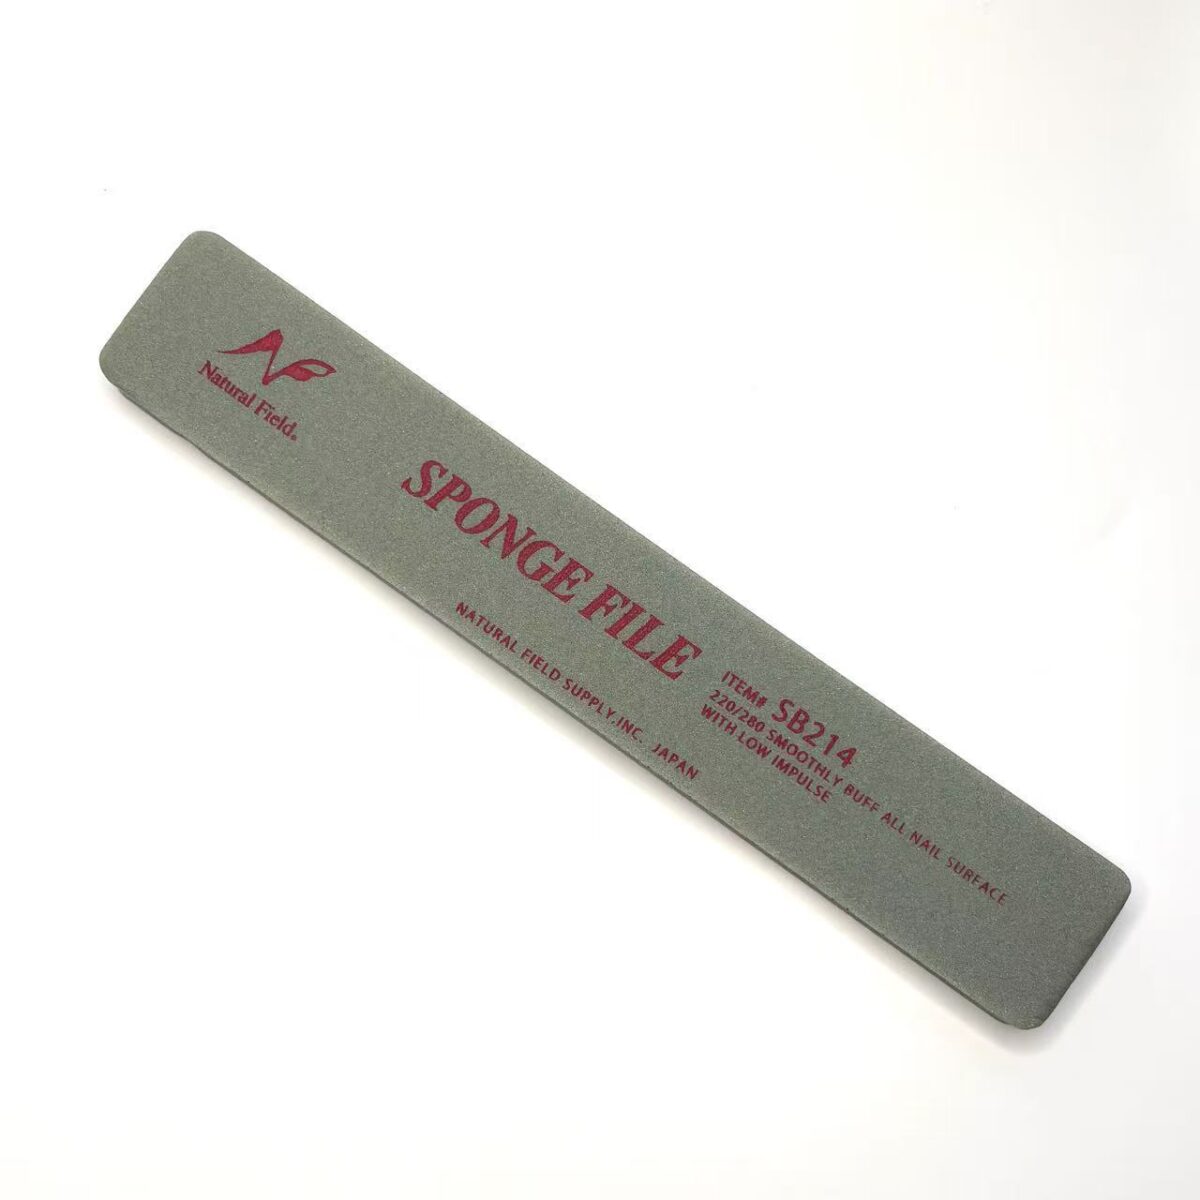 NF
Natural Field®
SPONGE FILE
NATURAL FIELD SUPPLY,INC. JAPAN
ITEM# SB214
220/280 SMOOTHLY BUFF ALL NAIL SURFACE
WITH LOW IMPULSE